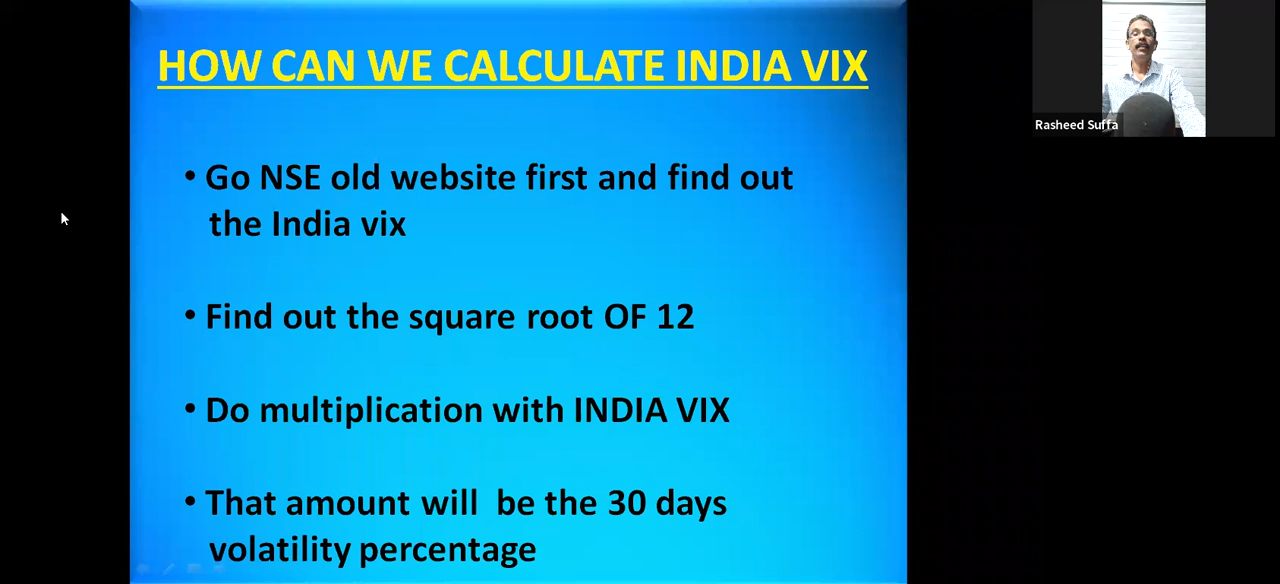 HOW CAN WE CALCULATE INDIA VIX
Rasheed Suffa
• Go NSE old website first and find out
the India vix
• Find out the square root OF 12
• Do multiplication with INDIA VIX
• That amount will be the 30 days
volatility percentage